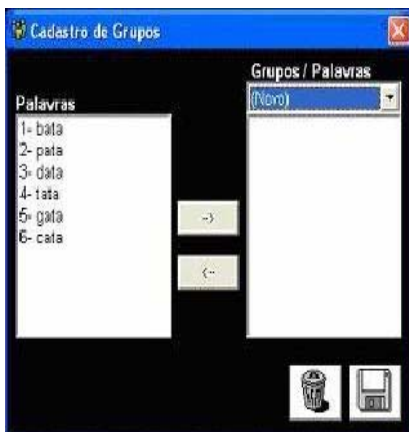 Cadastro de Grupos
Grupos / Palavras
(Novo)
Palavras
1- bata
2- pata
3- data
4- tata
5- gata
6- cata
->
<-